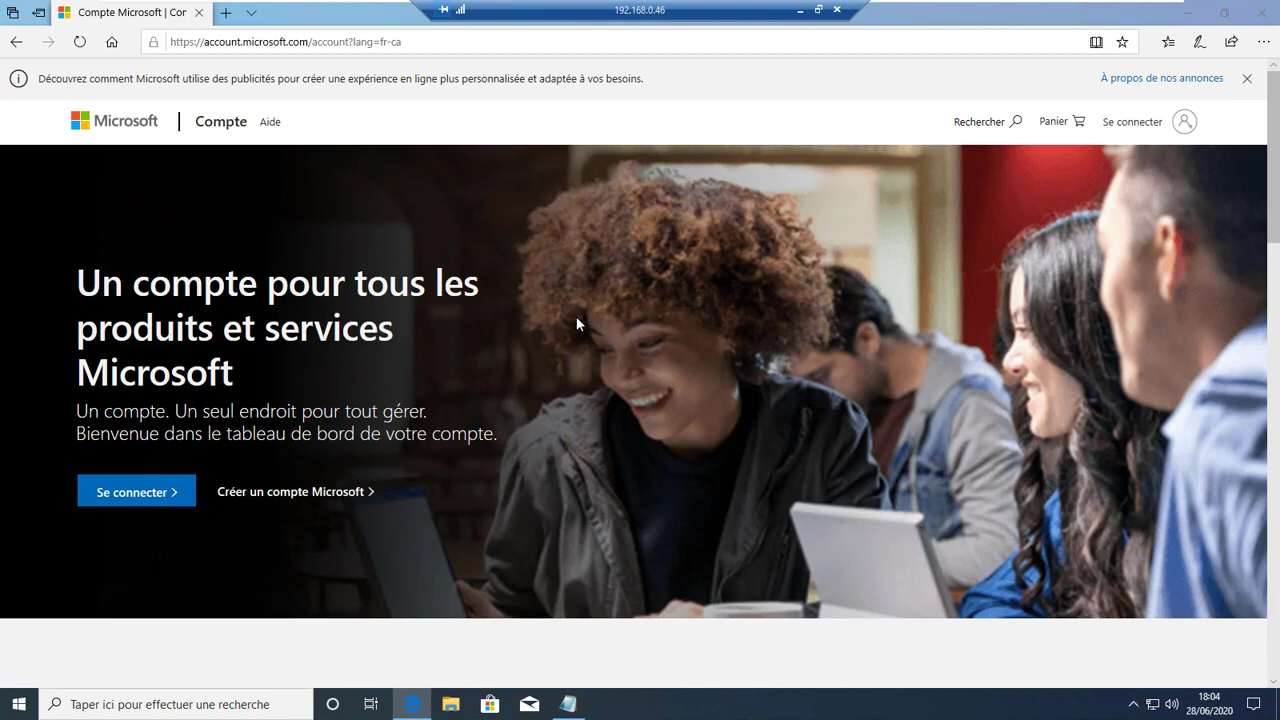 Compte Microsoft | Cor
192.168.0.46
https://account.microsoft.com/account?lang=fr-ca
Découvrez comment Microsoft utilise des publicités pour créer une expérience en ligne plus personnalisée et adaptée à vos besoins.
À propos de nos annonces
Microsoft
Compte
Aide
Rechercher
Panier
Se connecter
Un compte pour tous les
produits et services
Microsoft
Un compte. Un seul endroit pour tout gérer.
Bienvenue dans le tableau de bord de votre compte.
Se connecter >
Créer un compte Microsoft >
Taper ici pour effectuer une recherche
18:04
28/06/2020